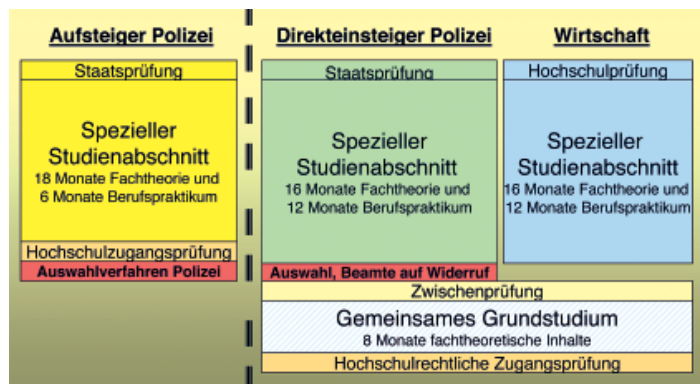 Aufsteiger Polizei
Staatsprüfung
Spezieller
Studienabschnitt
18 Monate Fachtheorie und
6 Monate Berufspraktikum
Hochschulzugangsprüfung
Auswahlverfahren Polizei
Direkteinsteiger Polizei
Staatsprüfung
Spezieller
Studienabschnitt
16 Monate Fachtheorie und
12 Monate Berufspraktikum
Auswahl, Beamte auf Widerruf
Wirtschaft
Hochschulprüfung
Spezieller
Studienabschnitt
16 Monate Fachtheorie und
12 Monate Berufspraktikum
Zwischenprüfung
Gemeinsames Grundstudium
8 Monate fachtheoretische Inhalte
Hochschulrechtliche Zugangsprüfung